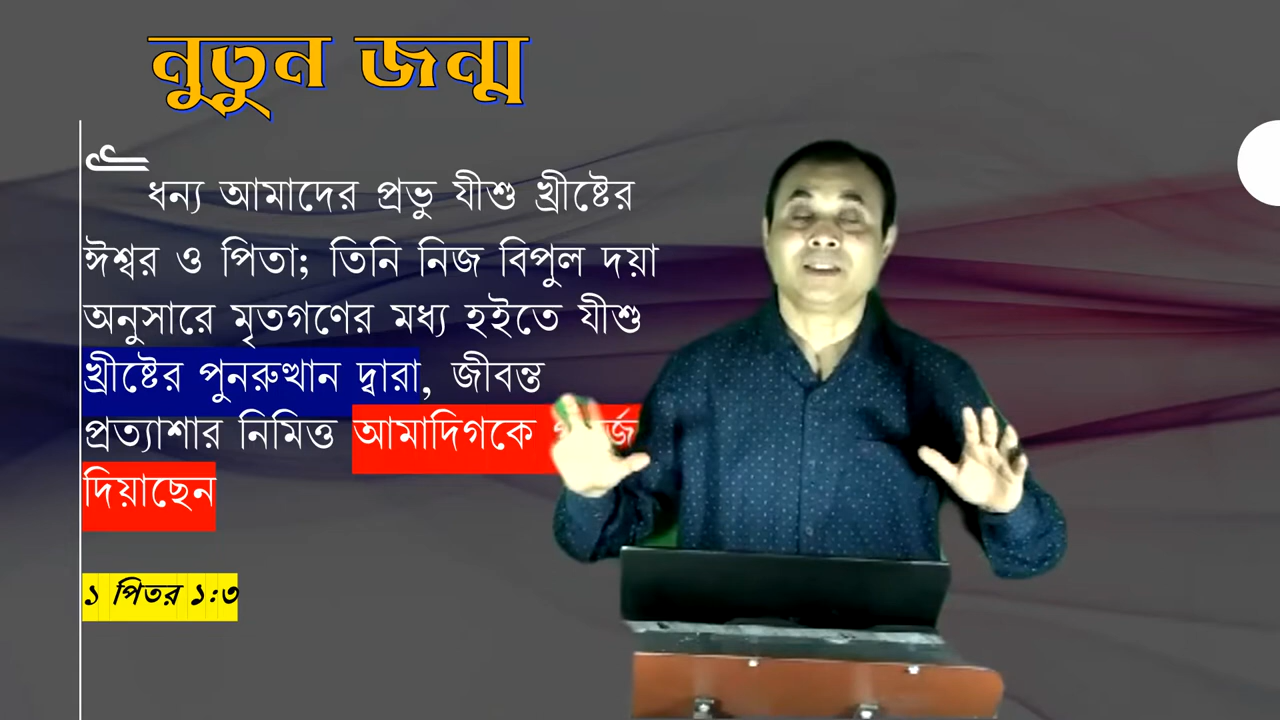 নুতুন জন্ম
ধন্য আমাদের প্রভু যীশু খ্রীষ্টের
ঈশ্বর ও পিতা; তিনি নিজ বিপুল দয়া
অনুসারে মৃতগণের মধ্য হইতে যীশু
খ্রীষ্টের পুনরুত্থান দ্বারা, জীবন্ত
প্রত্যাশার নিমিত্ত আমাদিগকে
দিয়াছেন
১ পিতর ১:৩